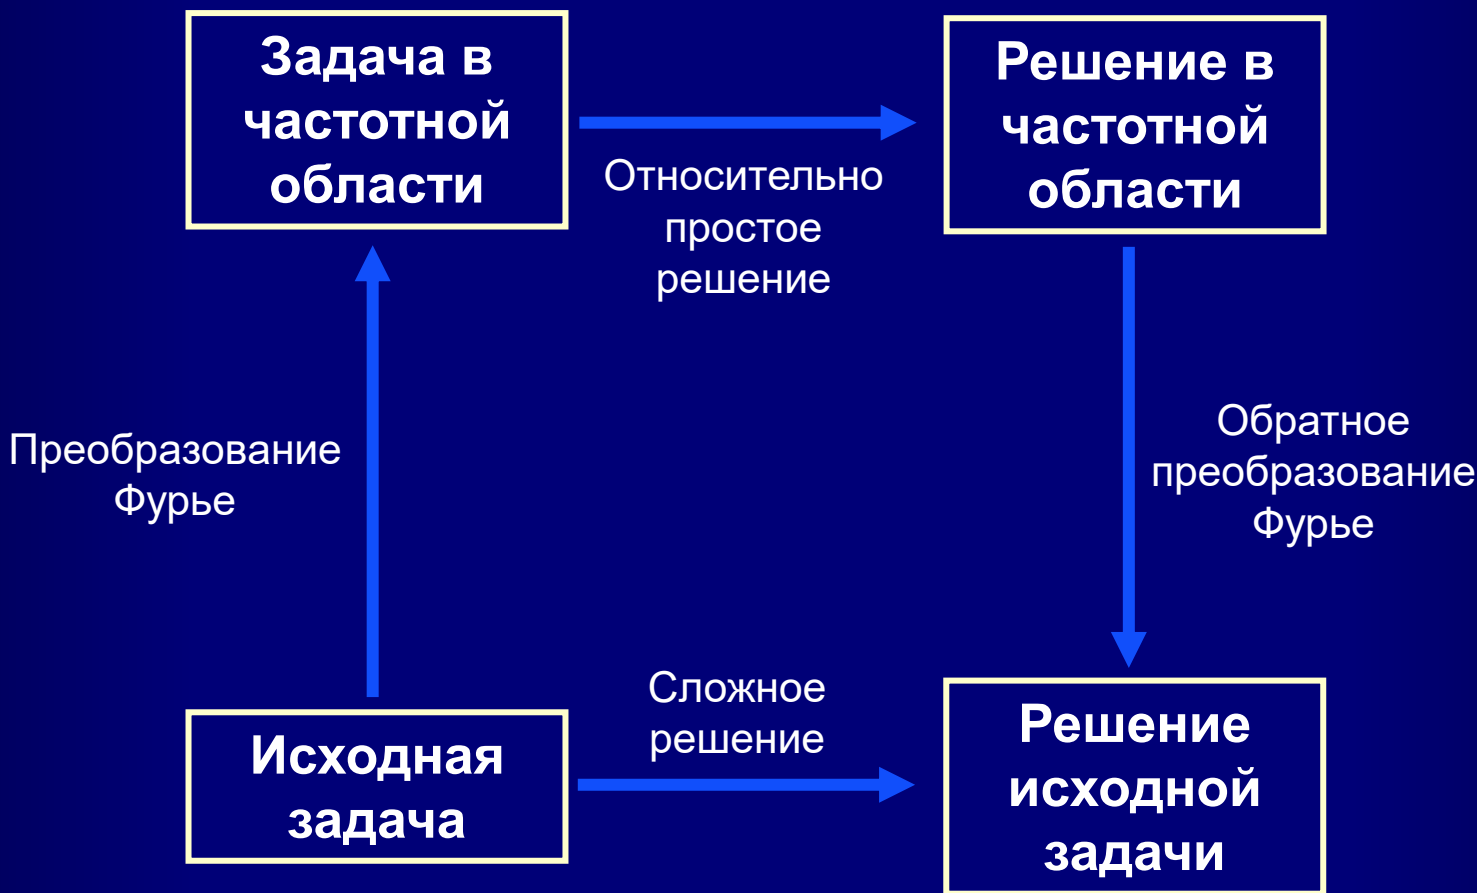 Задача в
частотной
области
Относительно
простое
решение
Решение в
частотной
области
Преобразование
Фурье
Обратное
преобразование
Фурье
Исходная
задача
Сложное
решение
Решение
исходной
задачи